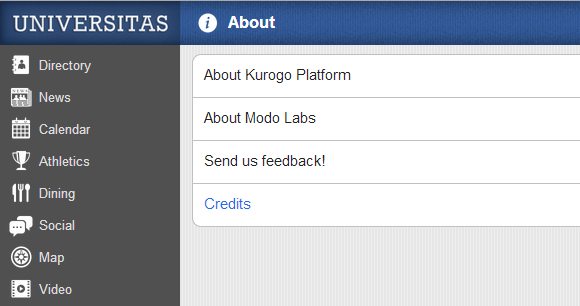 UNIVERSITAS
About
Directory
News
Calendar
Athletics
Dining
Social
Map
Video
About Kurogo Platform
About Modo Labs
Send us feedback!
Credits